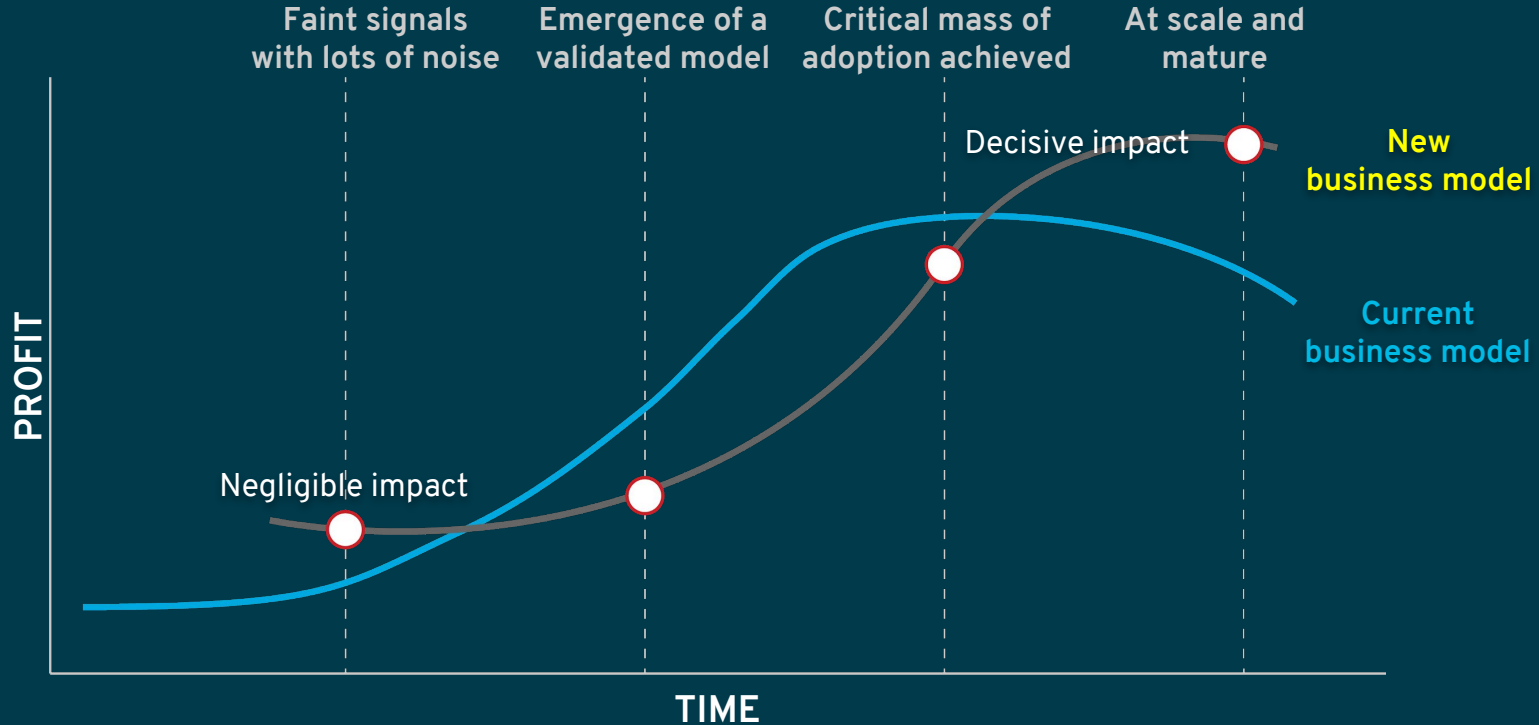 Faint signals
with lots of noise
Emergence of a
validated model
Critical mass of
adoption achieved
At scale and
mature
Decisive impact
New
business model
Current
business model
PROFIT
Negligible impact
TIME